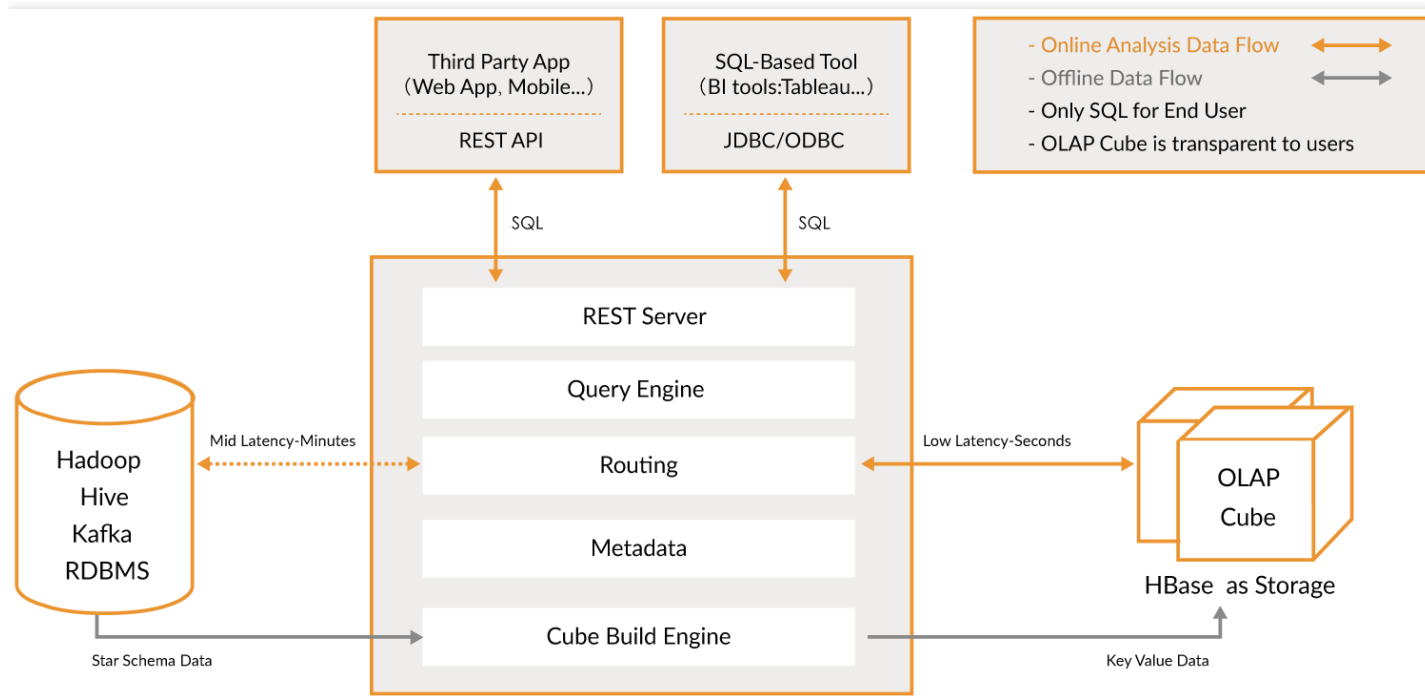 Third Party App
（Web App, Mobile...）
REST API
SQL-Based Tool
（BI tools:Tableau...）
JDBC/ODBC
- Online Analysis Data Flow
- Offline Data Flow
- Only SQL for End User
- OLAP Cube is transparent to users
SQL
SQL
REST Server
Query Engine
Routing
Metadata
Cube Build Engine
Mid Latency-Minutes
Low Latency-Seconds
Hadoop
Hive
Kafka
RDBMS
OLAP
Cube
HBase as Storage
Star Schema Data
Key Value Data